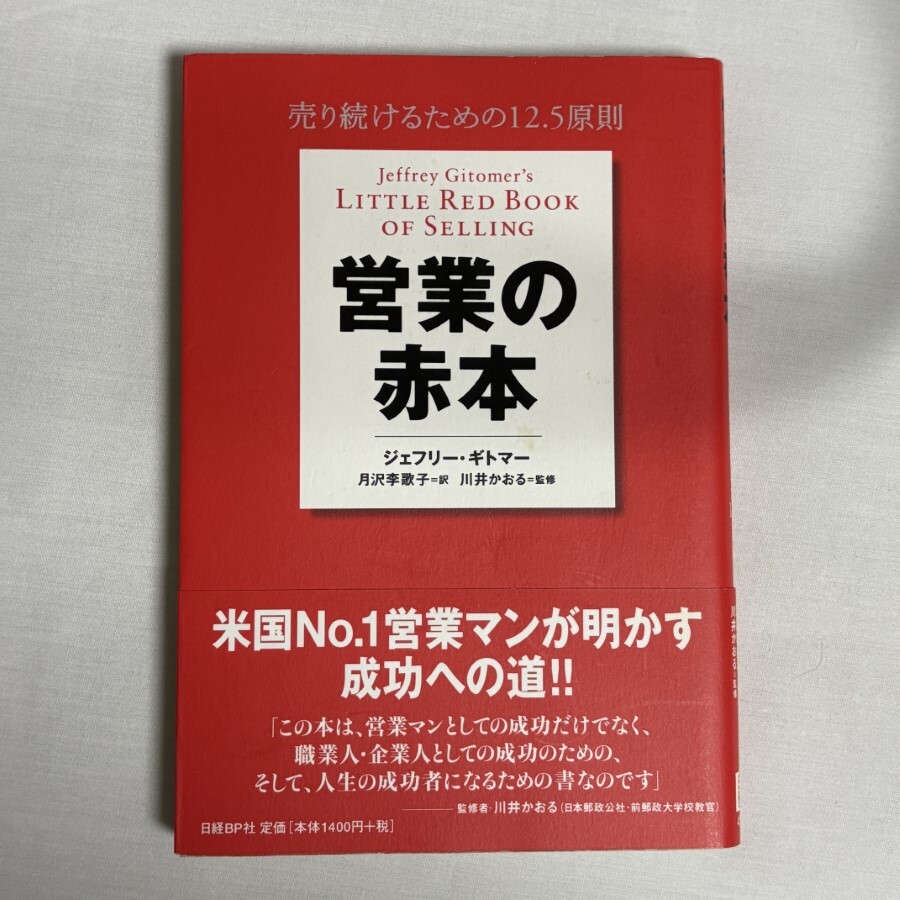 売り続けるための12.5原則
Jeffrey Gitomer's
LITTLE RED BOOK
OF SELLING
営業の
赤本
ジェフリー・ギトマー
月沢李歌子=訳 川井かおる=監修
米国No.1営業マンが明かす
成功への道!!
「この本は、営業マンとしての成功だけでなく、
職業人・企業人としての成功のための、
そして、人生の成功者になるための書なのです」
監修者・川井かおる(日本郵政公社・前郵政大学校教官)
日経BP社 定価[本体1400円+税]
川井かおる=監修